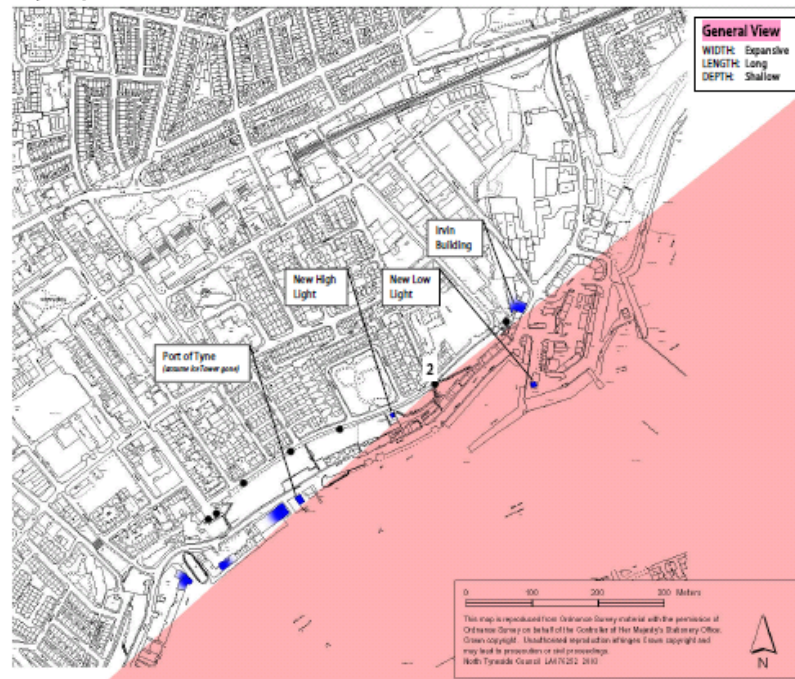 General View
WIDTH: Expansive
LENGTH: Long
DEPTH: Shallow
Irvin
Building
New High
Light
New Low
Light
Port of Tyne
(assume Ice Tower gone)
2
0 100 200 300 Meters
This map is reproduced from Ordnance Survey material with the permission of
Ordnance Survey on behalf of the Controller of Her Majesty's Stationery Office.
Crown copyright. Unauthorised reproduction infringes Crown copyright and
may lead to prosecution or civil proceedings.
North Tyneside Council
N